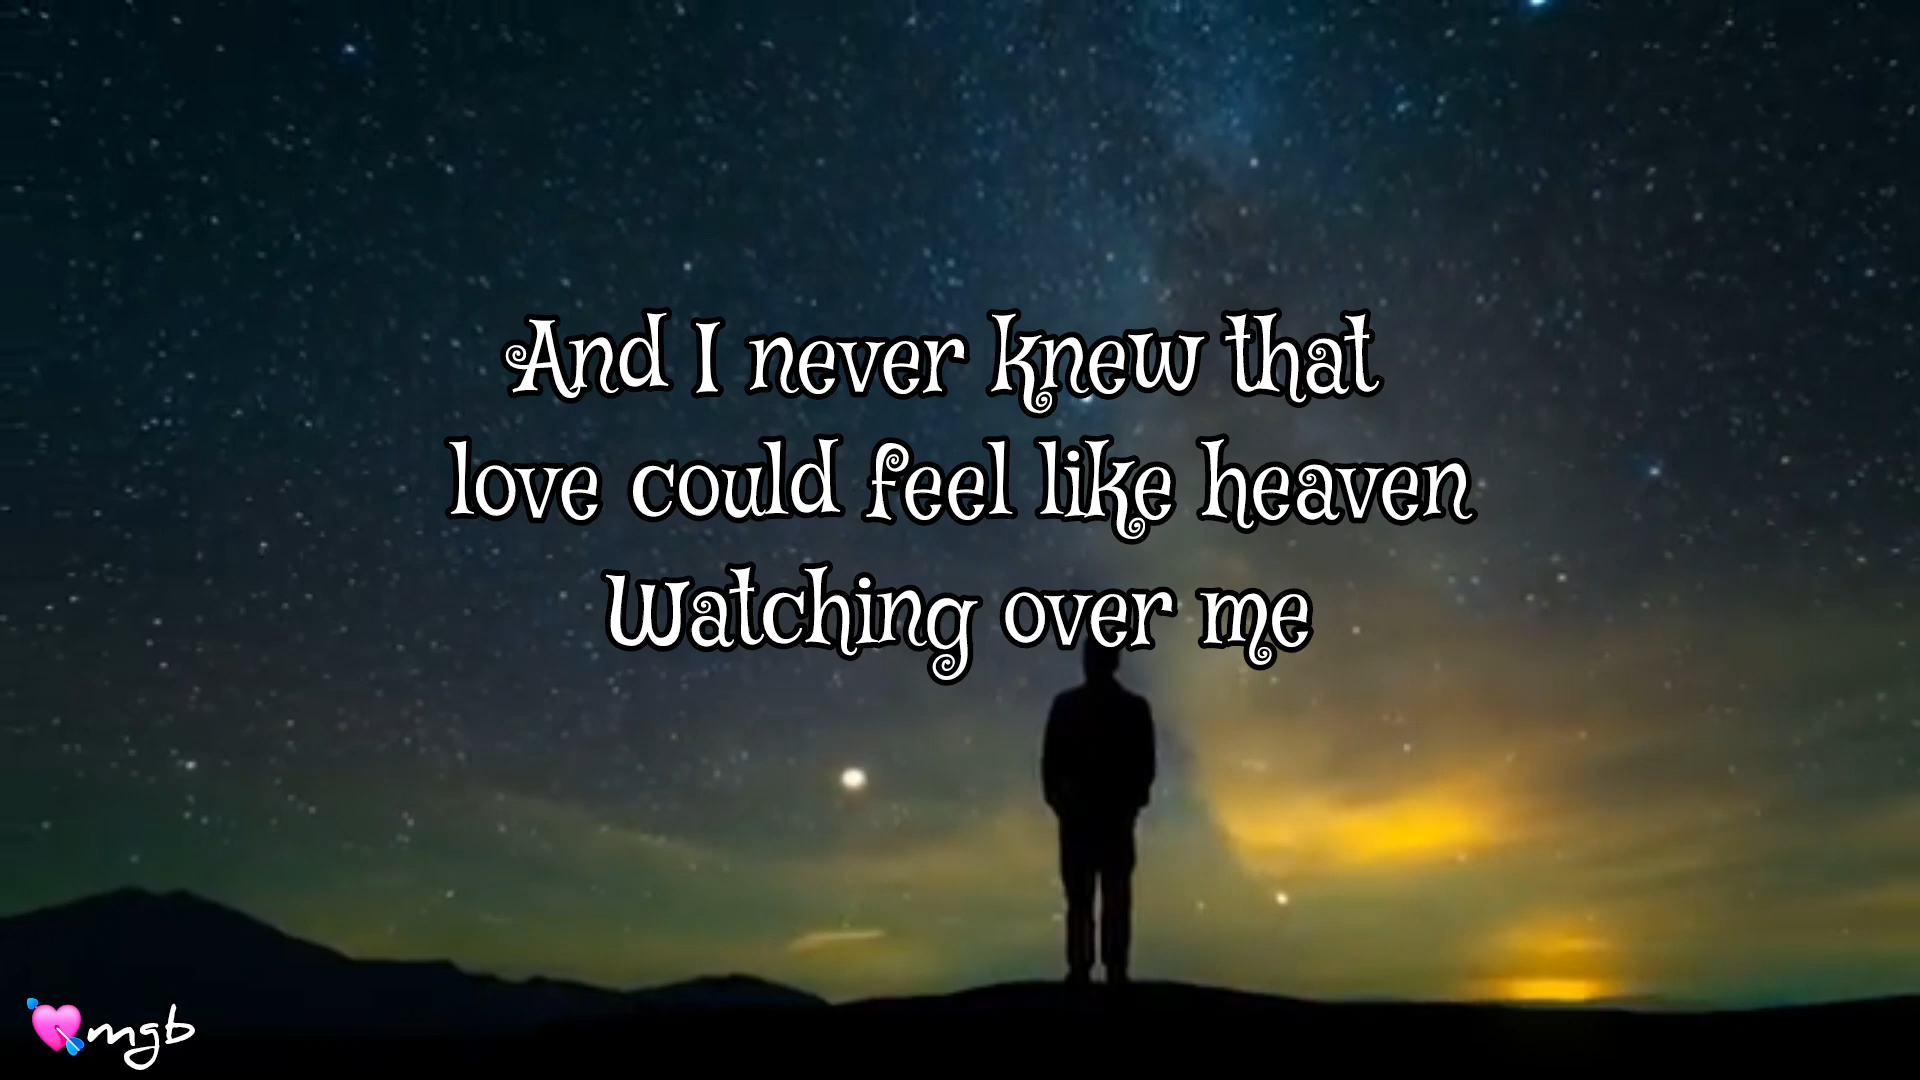 And I never knew that
love could feel like heaven
Watching over me
mgb